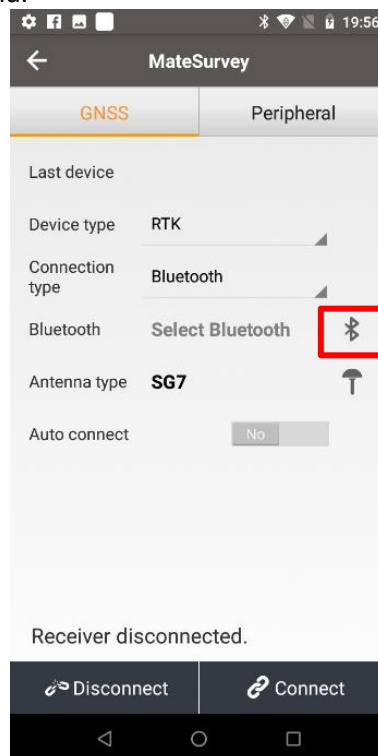 19:56
MateSurvey
GNSS Peripheral
Last device
Device type RTK
Connection
type Bluetooth
Bluetooth Select Bluetooth
Antenna type SG7
Auto connect No
Receiver disconnected.
Disconnect Connect